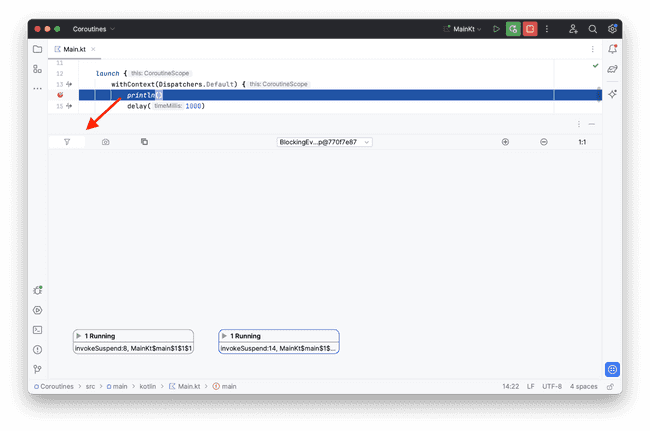 Coroutines
MainKt
Main.kt
11
12 launch { this: CoroutineScope
13 withContext(Dispatchers.Default) { this: CoroutineScope
println()
15 delay( timeMillis: 1000)
BlockingEv...p@770f7e87
1:1
1 Running
invokeSuspend:8, MainKt$main$1$1$1
1 Running
invokeSuspend:14, MainKt$main$1$...
Coroutines > src > main > kotlin > Main.kt > main 14:22 LF UTF-8 4 spaces